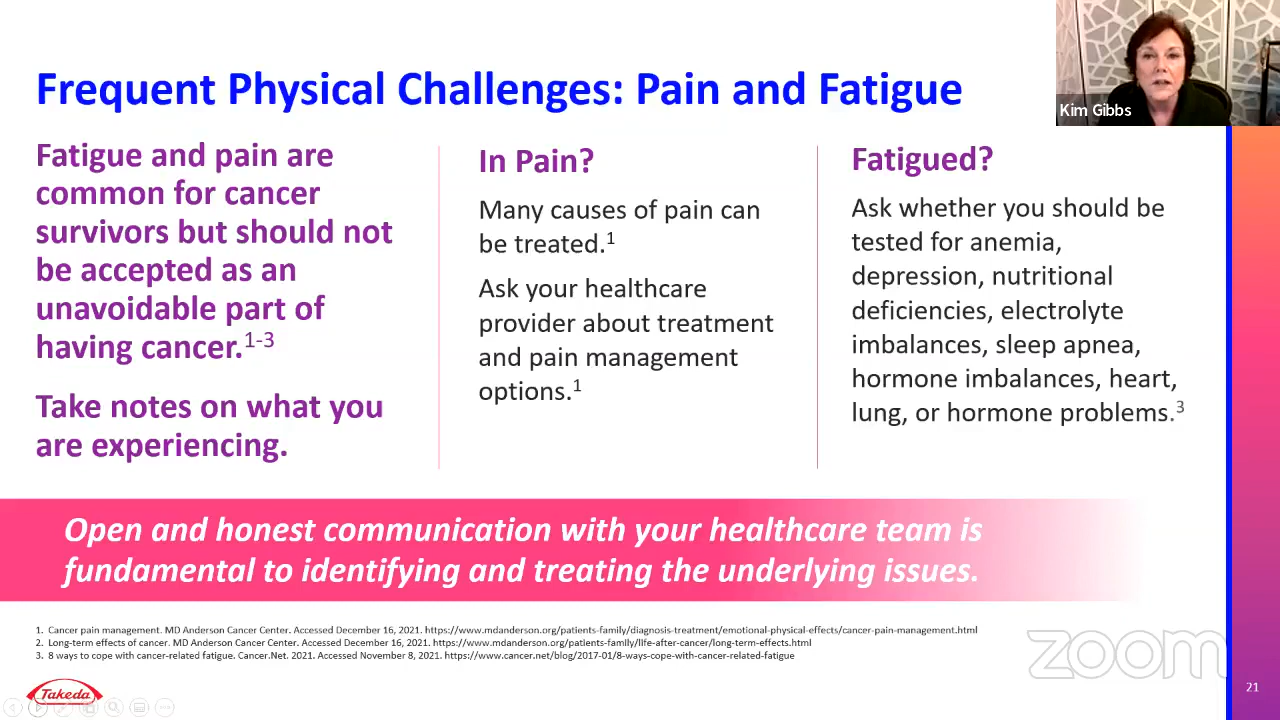 Frequent Physical Challenges: Pain and Fatigue
Kim Gibbs
Fatigue and pain are
common for cancer
survivors but should not
be accepted as an
unavoidable part of
having cancer.1-3
Take notes on what you
are experiencing.
In Pain?
Many causes of pain can
be treated.1
Ask your healthcare
provider about treatment
and pain management
options.1
Fatigued?
Ask whether you should be
tested for anemia,
depression, nutritional
deficiencies, electrolyte
imbalances, sleep apnea,
hormone imbalances, heart,
lung, or hormone problems.3
Open and honest communication with your healthcare team is
fundamental to identifying and treating the underlying issues.
1. Cancer pain management. MD Anderson Cancer Center. Accessed December 16, 2021. https://www.mdanderson.org/patients-family/diagnosis-treatment/emotional-physical-effects/cancer-pain-management.html
2. Long-term effects of cancer. MD Anderson Cancer Center. Accessed December 16, 2021. https://www.mdanderson.org/patients-family/life-after-cancer/long-term-effects.html
3. 8 ways to cope with cancer-related fatigue. Cancer.Net. 2021. Accessed November 8, 2021. https://www.cancer.net/blog/2017-01/8-ways-cope-with-cancer-related-fatigue
zoom
Takeda
21